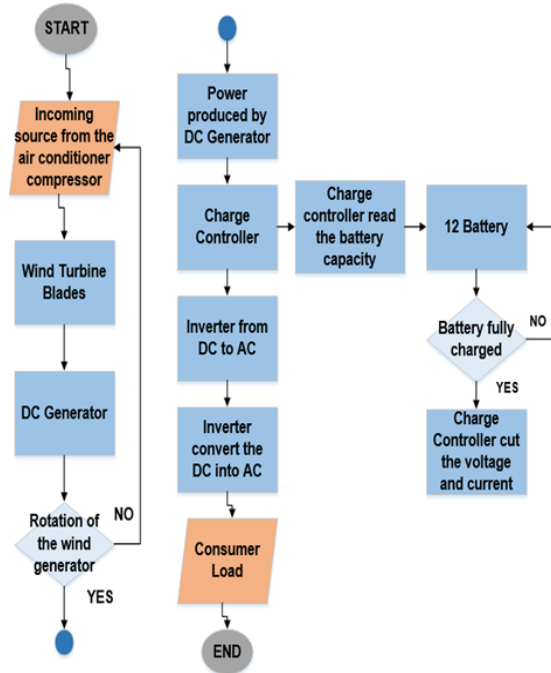 START
Incoming
source from the
air conditioner
compressor
Wind Turbine
Blades
DC Generator
Rotation of
the wind
generator
NO
YES
Power
produced by
DC Generator
Charge
Controller
Inverter from
DC to AC
Inverter
convert the
DC into AC
Consumer
Load
END
Charge
controller read
the battery
capacity
12 Battery
Battery fully
charged
NO
YES
Charge
Controller cut
the voltage
and current